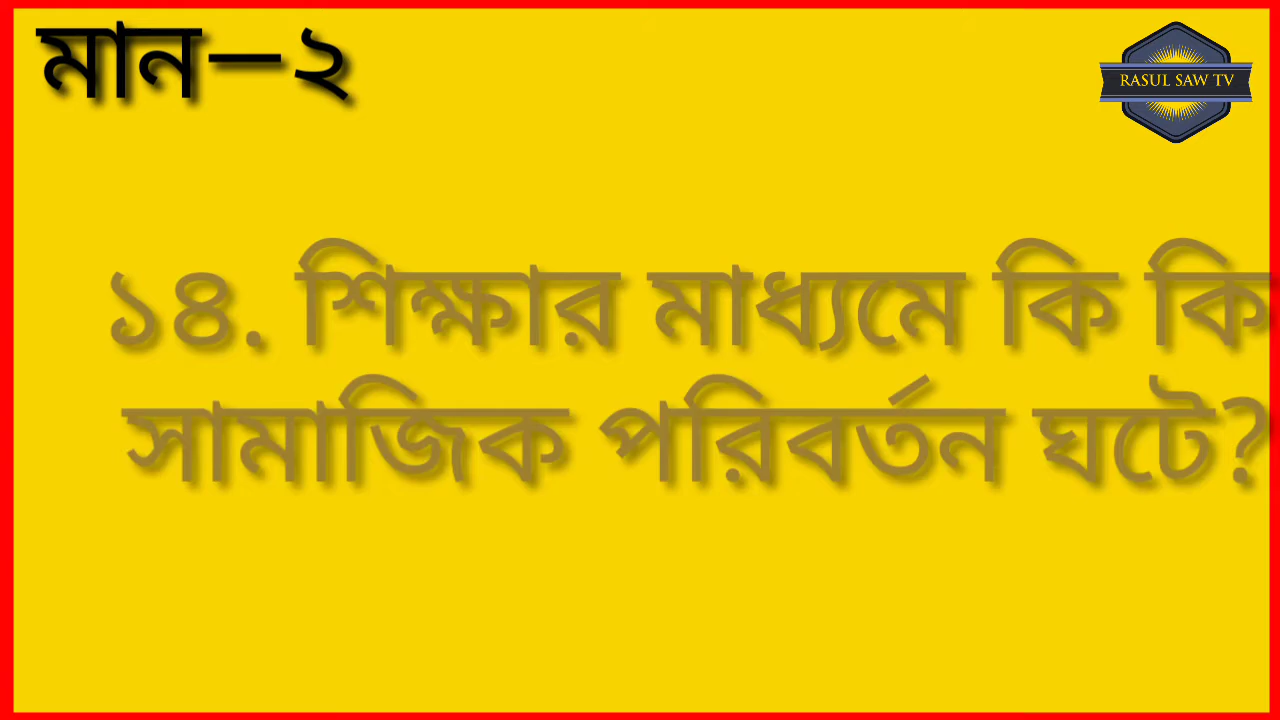 মান–২
RASUL SAW TV
১৪. শিক্ষার মাধ্যমে কি কি
সামাজিক পরিবর্তন ঘটে?